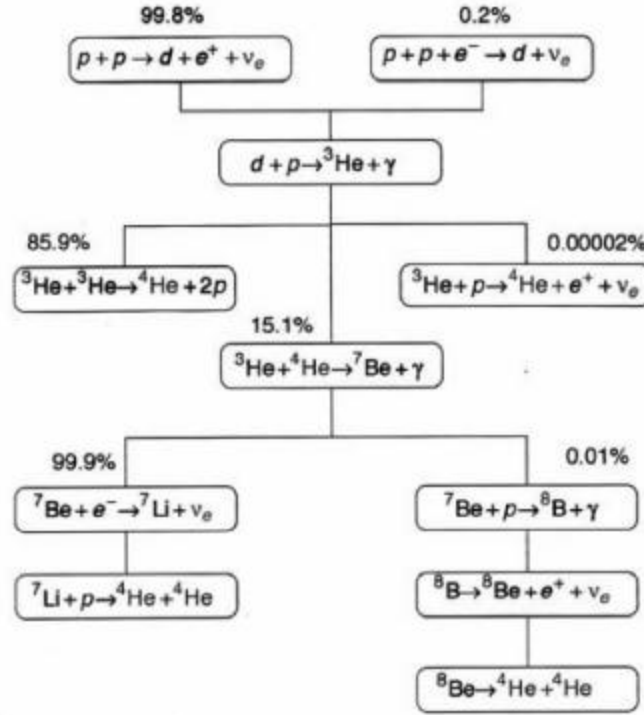 99.8% 0.2%
p + p → d + e⁺ + νₑ p + p + e⁻ → d + νₑ
d + p → ³He + γ
85.9% 0.00002%
³He + ³He → ⁴He + 2p ³He + p → ⁴He + e⁺ + νₑ
15.1%
³He + ⁴He → ⁷Be + γ
99.9% 0.01%
⁷Be + e⁻ → ⁷Li + νₑ ⁷Be + p → ⁸B + γ
⁷Li + p → ⁴He + ⁴He ⁸B → ⁸Be + e⁺ + νₑ
⁸Be → ⁴He + ⁴He